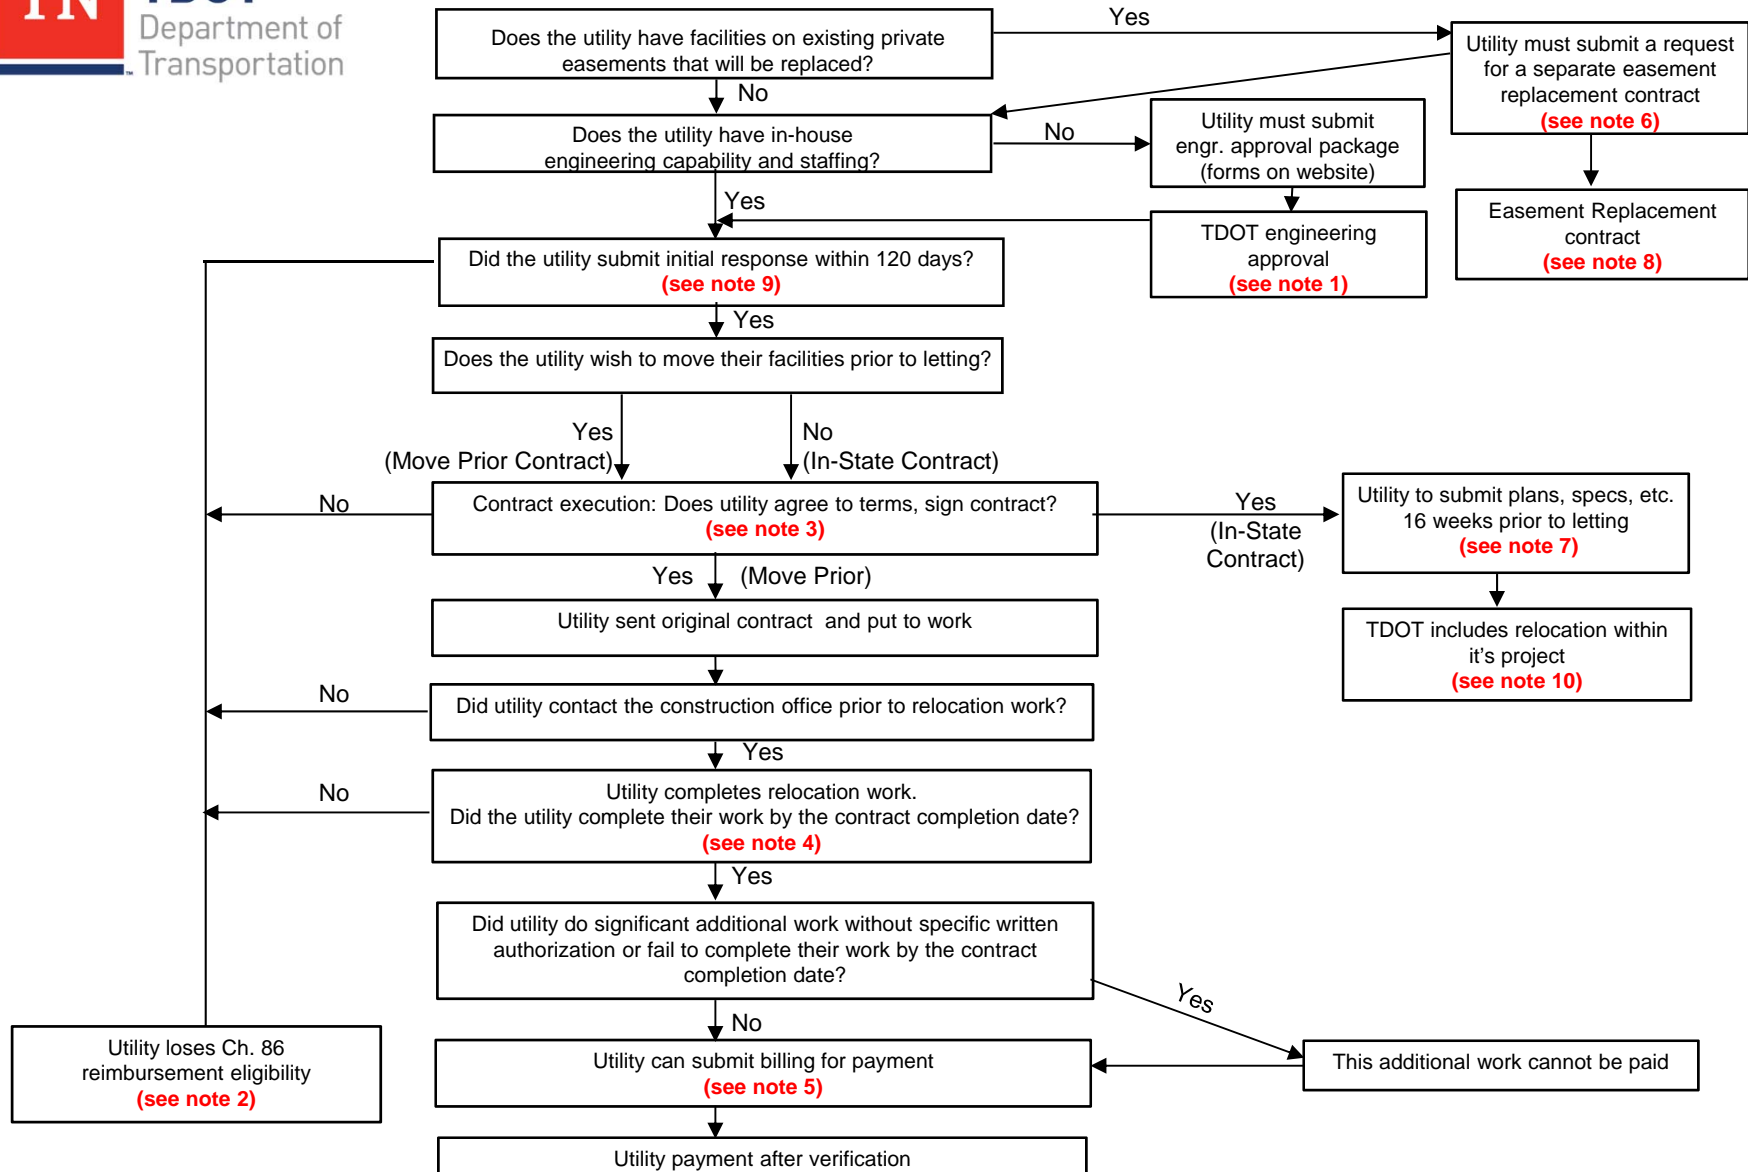 TN
TDOT
Department of
Transportation
Does the utility have facilities on existing private
easements that will be replaced?
Yes
Utility must submit a request
for a separate easement
replacement contract
(see note 6)
No
Does the utility have in-house
engineering capability and staffing?
No
Utility must submit
engr. approval package
(forms on website)
Yes
TDOT engineering
approval
(see note 1)
Easement Replacement
contract
(see note 8)
Did the utility submit initial response within 120 days?
(see note 9)
Yes
Does the utility wish to move their facilities prior to letting?
Yes
(Move Prior Contract)
No
(In-State Contract)
No
Contract execution: Does utility agree to terms, sign contract?
(see note 3)
Yes
(In-State
Contract)
Utility to submit plans, specs, etc.
16 weeks prior to letting
(see note 7)
Yes (Move Prior)
Utility sent original contract and put to work
TDOT includes relocation within
it's project
(see note 10)
No
Did utility contact the construction office prior to relocation work?
Yes
No
Utility completes relocation work.
Did the utility complete their work by the contract completion date?
(see note 4)
Yes
Did utility do significant additional work without specific written
authorization or fail to complete their work by the contract
completion date?
Yes
No
Utility loses Ch. 86
reimbursement eligibility
(see note 2)
Utility can submit billing for payment
(see note 5)
This additional work cannot be paid
Utility payment after verification